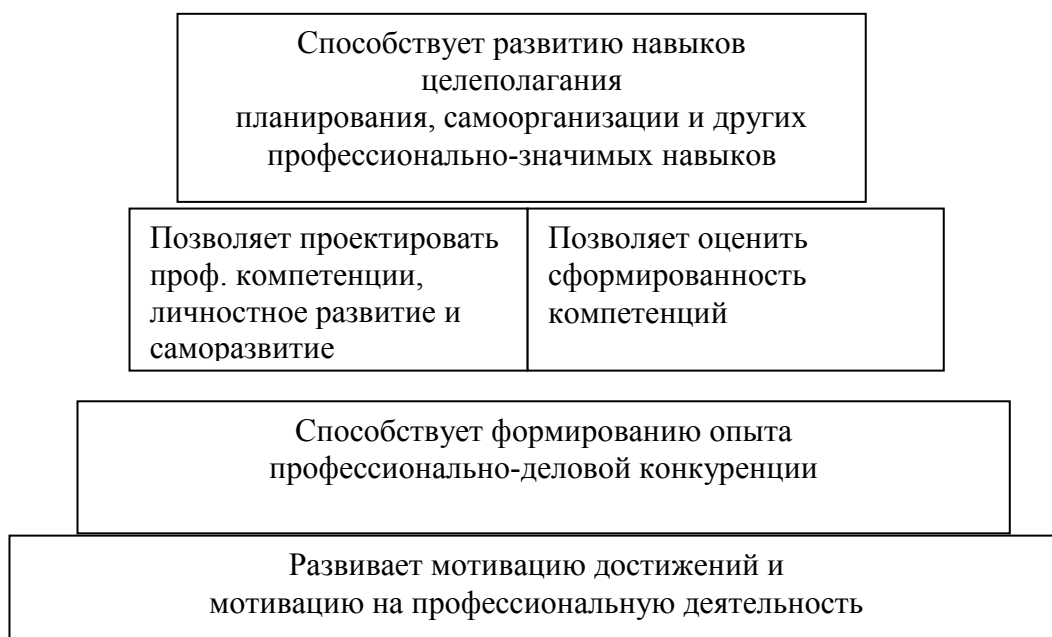 Способствует развитию навыков
целеполагания
планирования, самоорганизации и других
профессионально-значимых навыков
Позволяет проектировать
проф. компетенции,
личностное развитие и
саморазвитие
Позволяет оценить
сформированность
компетенций
Способствует формированию опыта
профессионально-деловой конкуренции
Развивает мотивацию достижений и
мотивацию на профессиональную деятельность